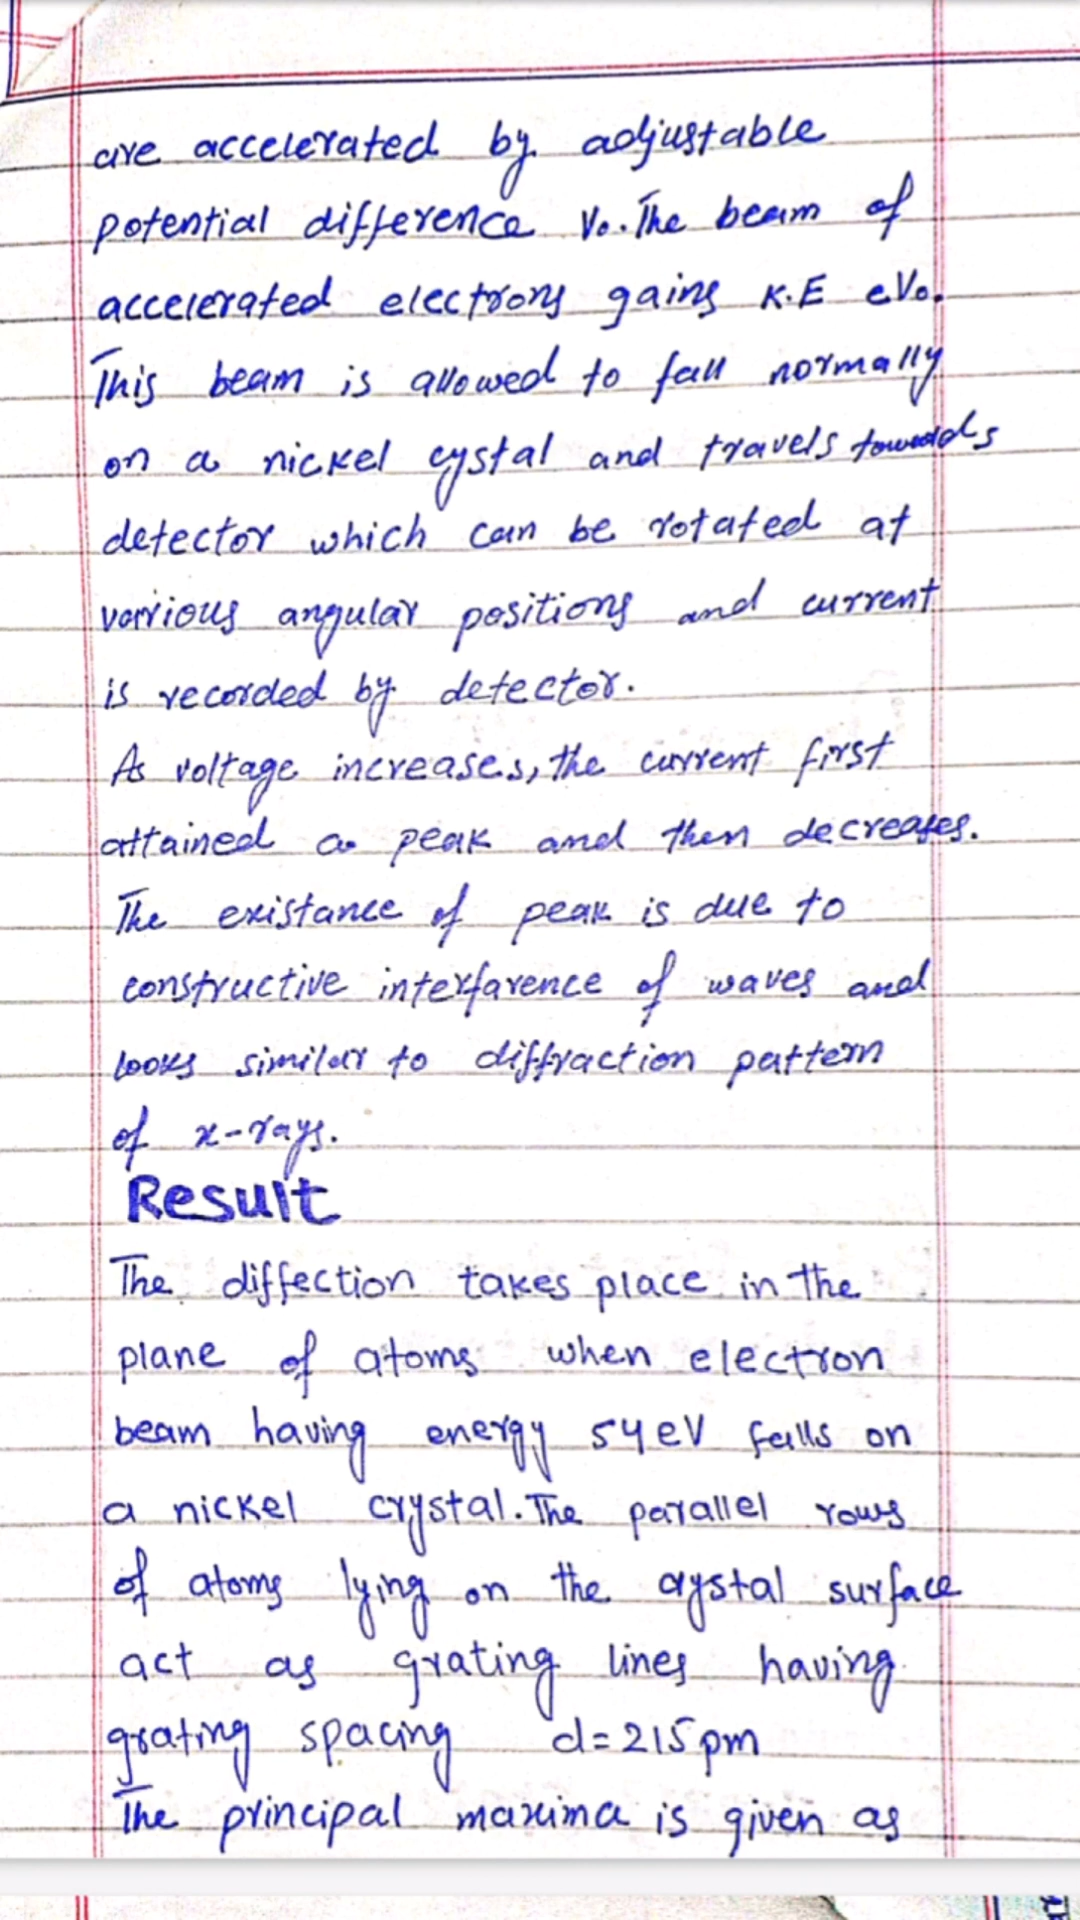 are accelerated by adjustable
potential difference Vo. The beam of
accelerated electrons gains K.E eVo.
This beam is allowed to fall normally
on a nickel cystal and travels towards
detector which can be rotated at
various angular positions and current
is recorded by detector.
As voltage increases, the current first
attained a peak and then decreases.
The existance of peak is due to
constructive interfarence of waves and
looks similar to diffraction pattern
of x-rays.
Result
The diffection takes place in the
plane of atoms when electron
beam having energy 54eV falls on
a nickel crystal. The parallel rows
of atoms lying on the crystal surface
act as grating lines having
grating spacing d=215pm
The principal maxima is given as